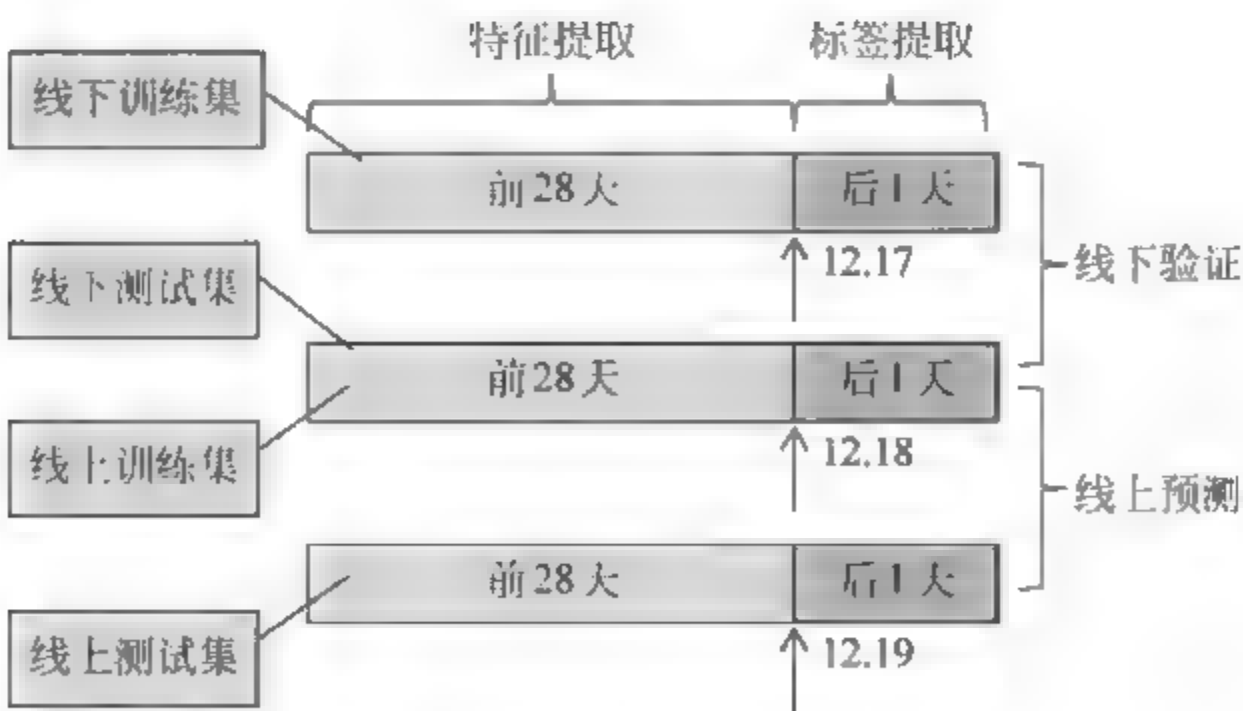 特征提取
标签提取
线下训练集
前28天
后1天
12.17
线下验证
线下测试集
前28天
后1天
12.18
线上训练集
线上预测
前28天
后1天
12.19
线上测试集